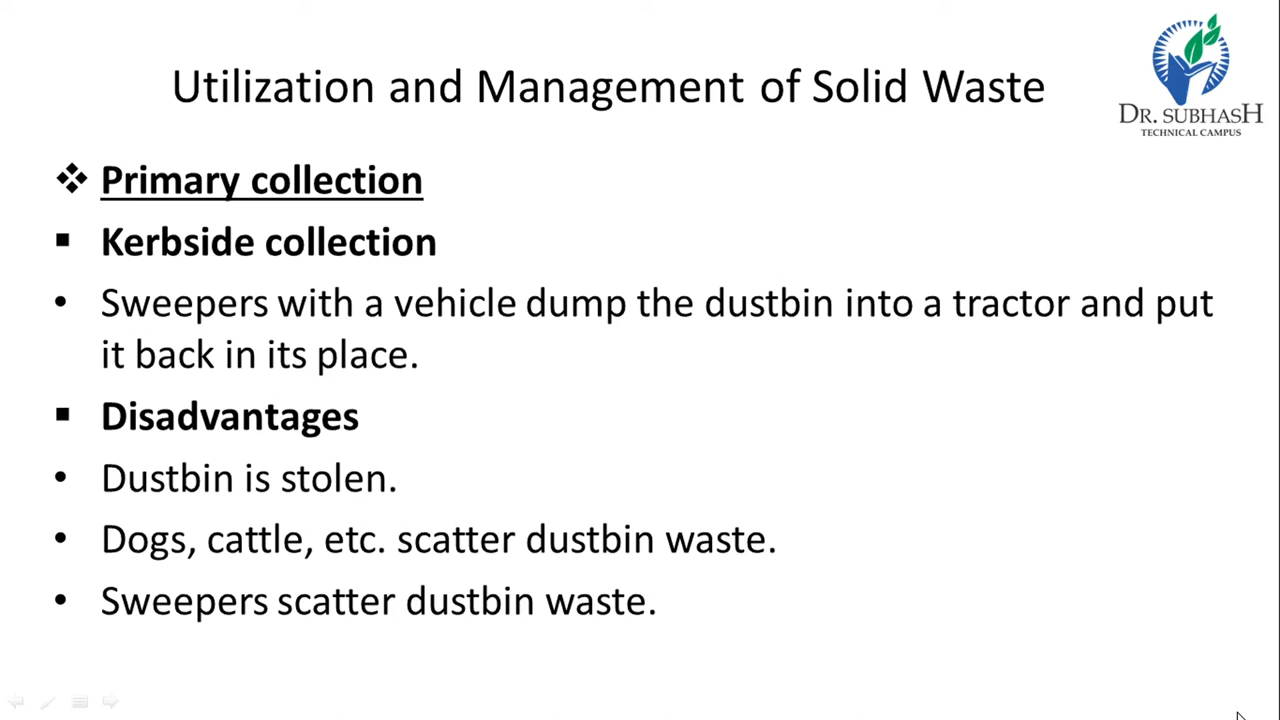 Utilization and Management of Solid Waste
DR. SUBHASH
TECHNICAL CAMPUS
❖ Primary collection
▪ Kerbside collection
• Sweepers with a vehicle dump the dustbin into a tractor and put
it back in its place.
▪ Disadvantages
• Dustbin is stolen.
• Dogs, cattle, etc. scatter dustbin waste.
• Sweepers scatter dustbin waste.